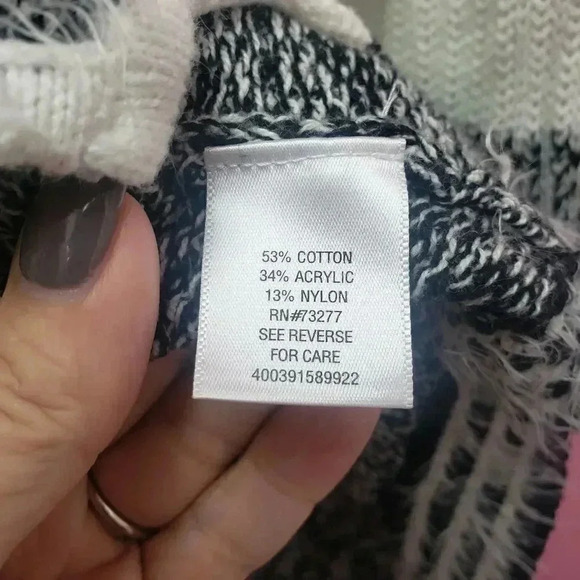 53% COTTON
34% ACRYLIC
13% NYLON
RN#73277
SEE REVERSE
FOR CARE
400391589922